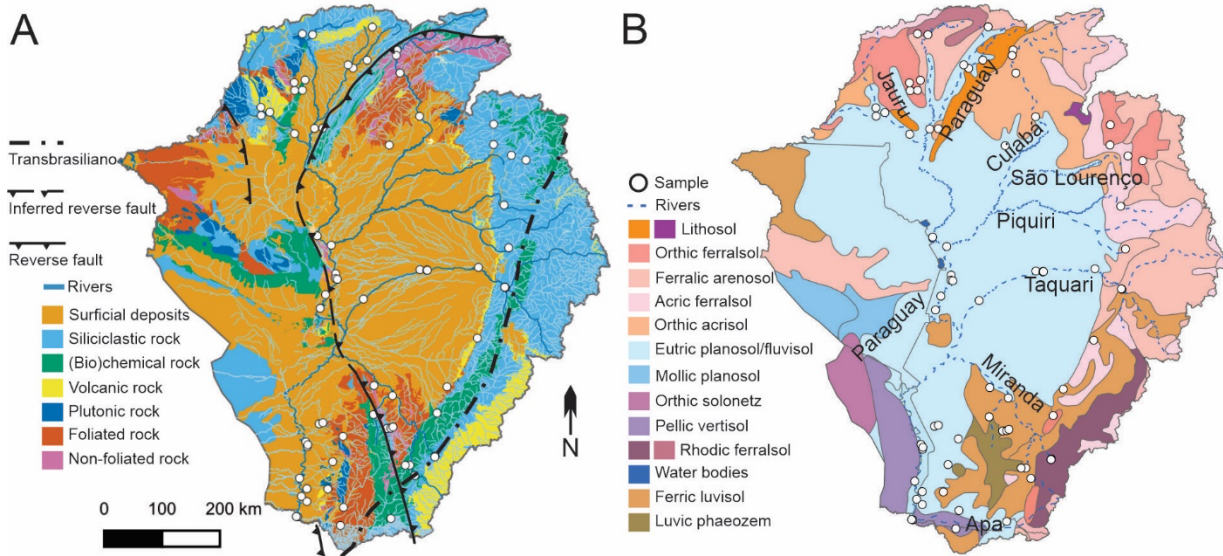 A
Transbrasiliano
Inferred reverse fault
Reverse fault
Rivers
Surficial deposits
Siliciclastic rock
(Bio)chemical rock
Volcanic rock
Plutonic rock
Foliated rock
Non-foliated rock
0 100 200 km
N
B
Jauru
Paraguay
Cuiabá
São Lourenço
Piquiri
Taquari
Paraguay
Miranda
Apa
Sample
Rivers
Lithosol
Orthic ferralsol
Ferralic arenosol
Acric ferralsol
Orthic acrisol
Eutric planosol/fluvisol
Mollic planosol
Orthic solonetz
Pellic vertisol
Rhodic ferralsol
Water bodies
Ferric luvisol
Luvic phaeozem